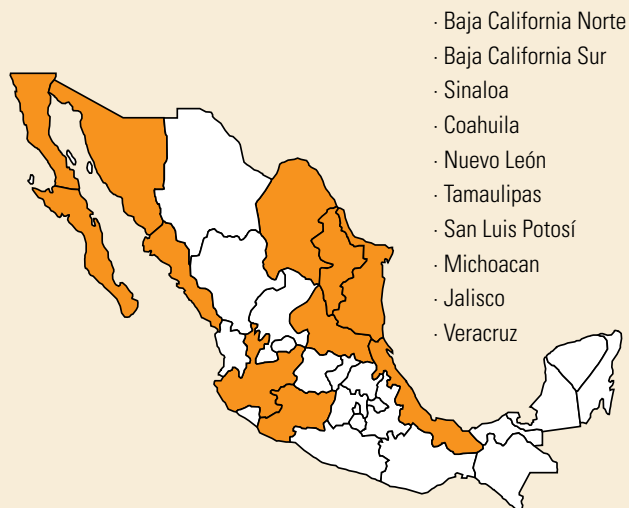 · Baja California Norte
· Baja California Sur
· Sinaloa
· Coahuila
· Nuevo León
· Tamaulipas
· San Luis Potosí
· Michoacan
· Jalisco
· Veracruz